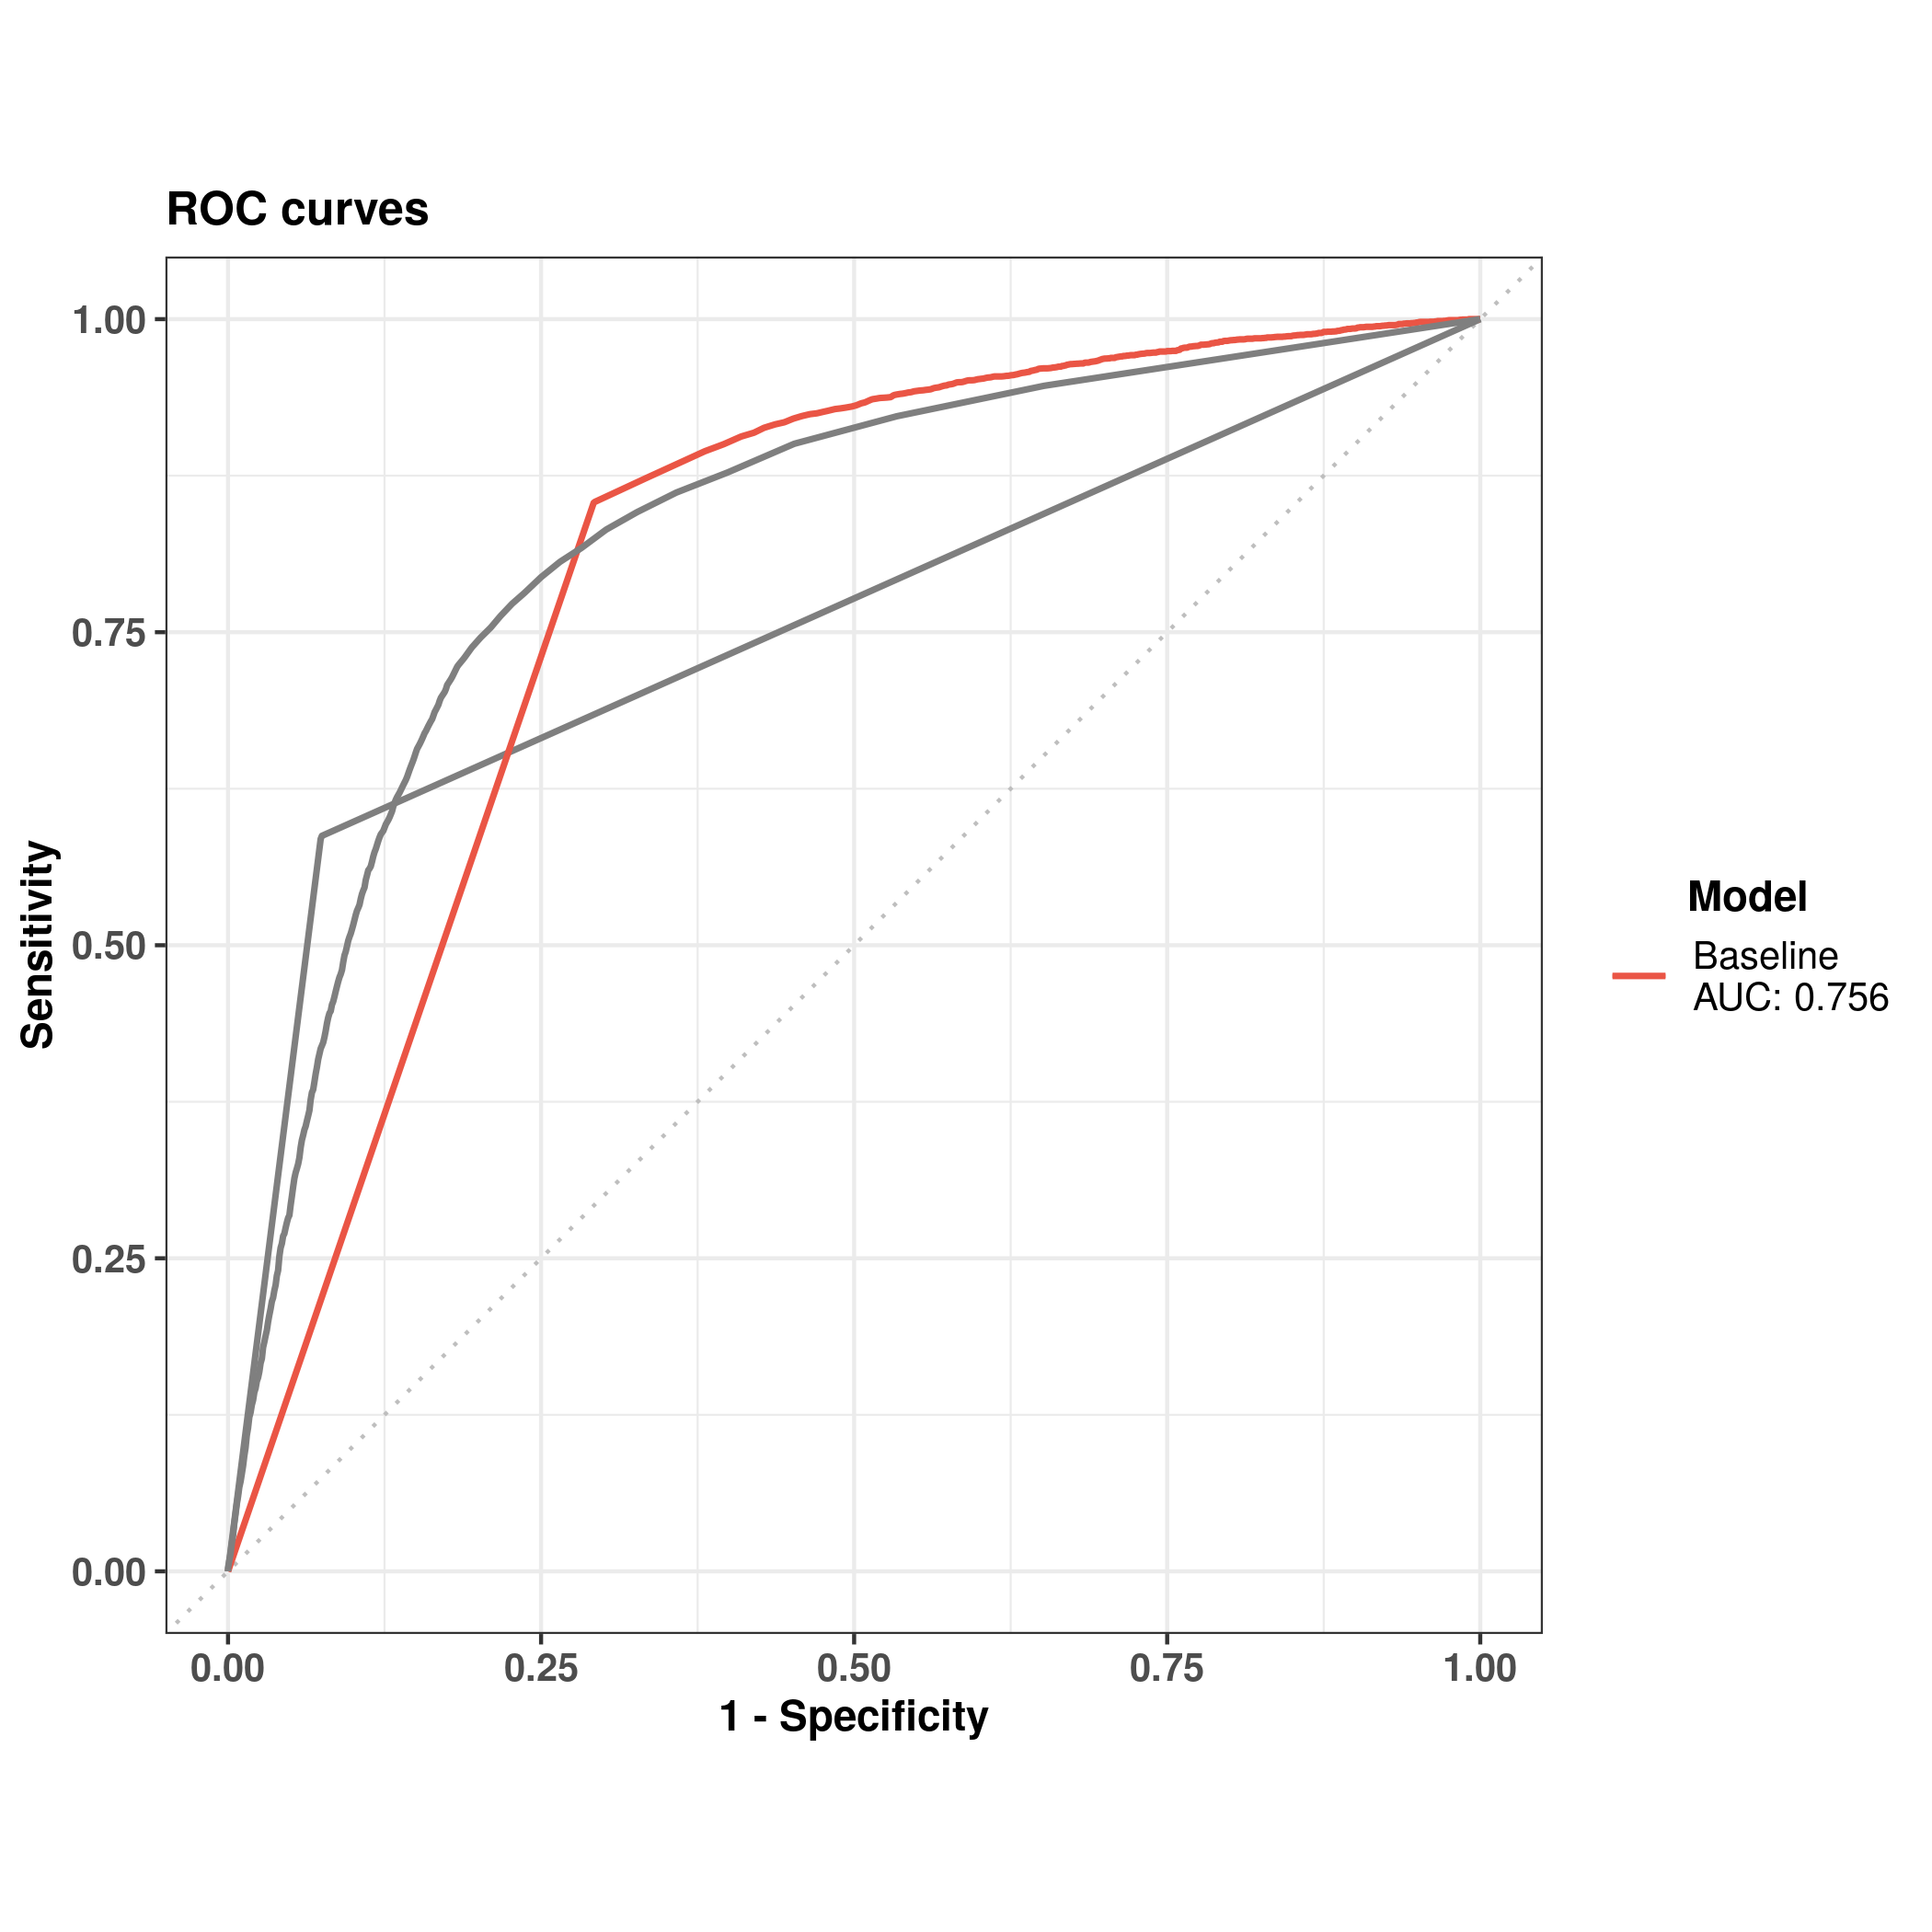 ROC curves
1.00
0.75
0.50
0.25
0.00
Sensitivity
0.00 0.25 0.50 0.75 1.00
1 - Specificity
Model
Baseline
AUC: 0.756